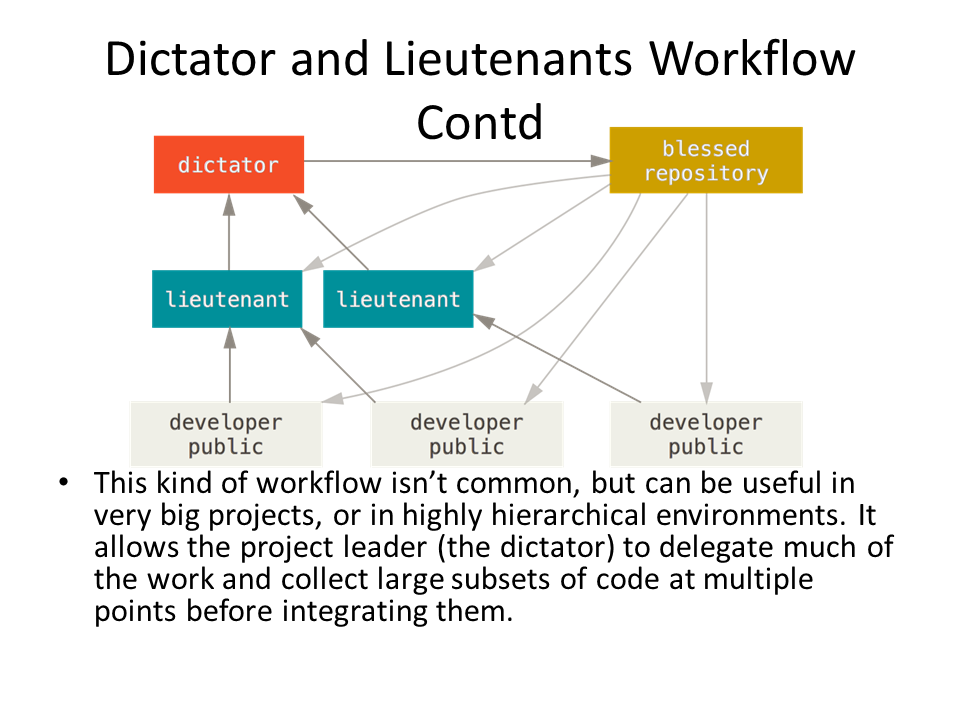 Dictator and Lieutenants Workflow
Contd
dictator
blessed
repository
lieutenant
lieutenant
developer
public
developer
public
developer
public
• This kind of workflow isn’t common, but can be useful in
very big projects, or in highly hierarchical environments. It
allows the project leader (the dictator) to delegate much of
the work and collect large subsets of code at multiple
points before integrating them.